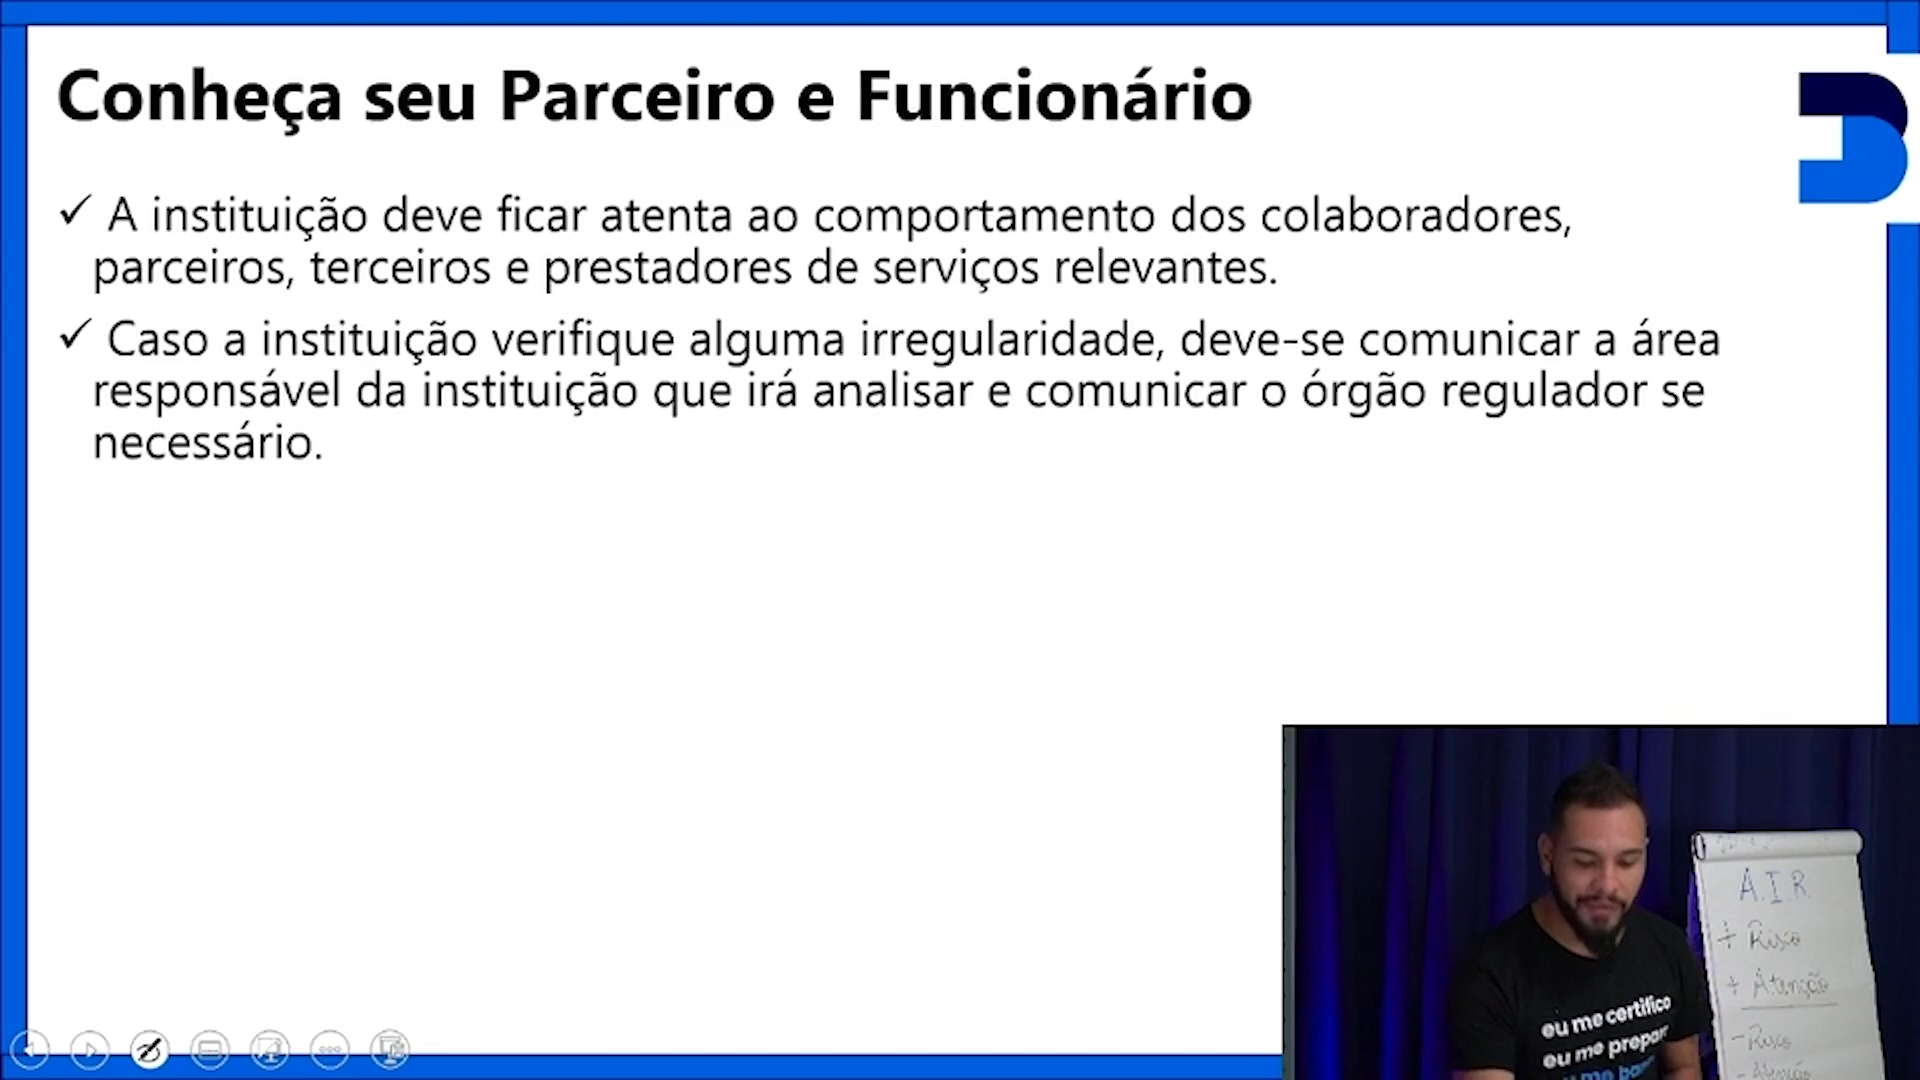 Conheça seu Parceiro e Funcionário
✓ A instituição deve ficar atenta ao comportamento dos colaboradores,
parceiros, terceiros e prestadores de serviços relevantes.
✓ Caso a instituição verifique alguma irregularidade, deve-se comunicar a área
responsável da instituição que irá analisar e comunicar o órgão regulador se
necessário.
A.I.R
+ Risco
+ Atenção
- Risco
- Atenção
eu me certifico
eu me prepar